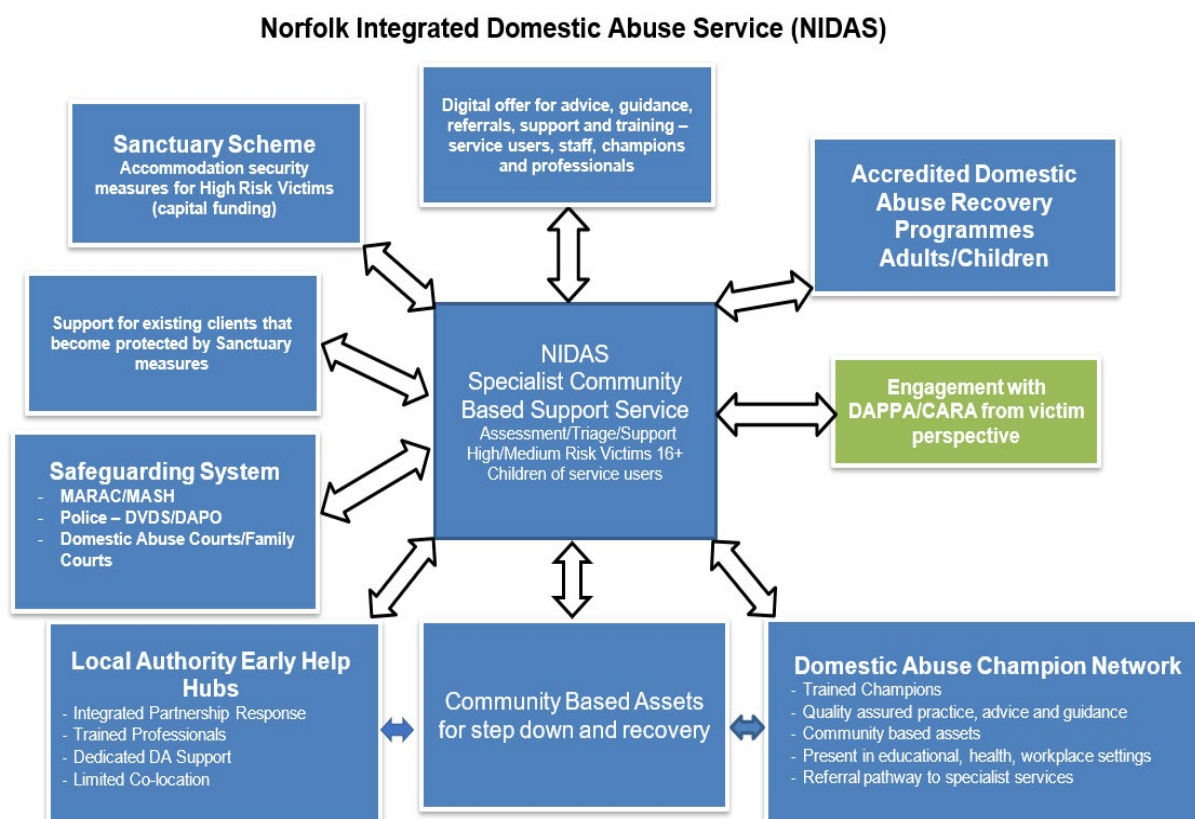 Norfolk Integrated Domestic Abuse Service (NIDAS)
Sanctuary Scheme
Accommodation security
measures for High Risk Victims
(capital funding)
Digital offer for advice, guidance,
referrals, support and training –
service users, staff, champions
and professionals
Accredited Domestic
Abuse Recovery
Programmes
Adults/Children
Support for existing clients that
become protected by Sanctuary
measures
NIDAS
Specialist Community
Based Support Service
Assessment/Triage/Support
High/Medium Risk Victims 16+
Children of service users
Engagement with
DAPPA/CARA from victim
perspective
Safeguarding System
- MARAC/MASH
- Police – DVDS/DAPO
- Domestic Abuse Courts/Family
Courts
Local Authority Early Help
Hubs
- Integrated Partnership Response
- Trained Professionals
- Dedicated DA Support
- Limited Co-location
Community Based Assets
for step down and recovery
Domestic Abuse Champion Network
- Trained Champions
- Quality assured practice, advice and guidance
- Community based assets
- Present in educational, health, workplace settings
- Referral pathway to specialist services